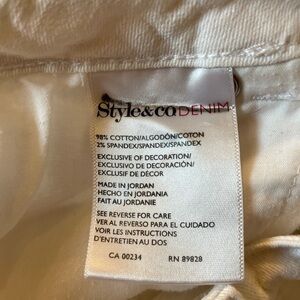 Style&co DENIM
98% COTTON/ALGODÓN/COTON
2% SPANDEX/SPANDEX/SPANDEX
EXCLUSIVE OF DECORATION/
EXCLUSIVO DE DECORACIÓN/
EXCLUSIF DE DÉCOR
MADE IN JORDAN
HECHO EN JORDANIA
FAIT AU JORDANIE
SEE REVERSE FOR CARE
VER AL REVERSO PARA EL CUIDADO
VOIR LES INSTRUCTIONS
D'ENTRETIEN AU DOS
CA 00234 RN 89828